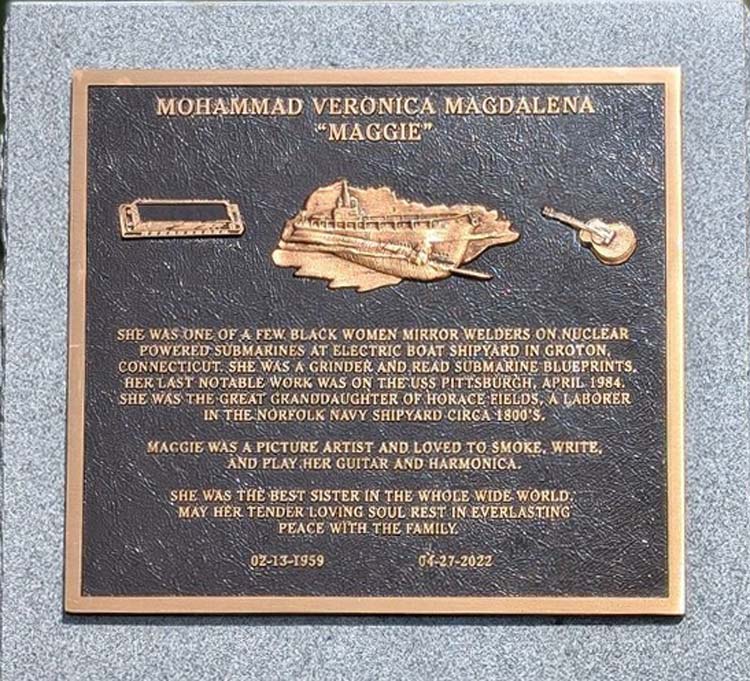 MOHAMMAD VERONICA MAGDALENA
"MAGGIE"
SHE WAS ONE OF A FEW BLACK WOMEN MIRROR WELDERS ON NUCLEAR
POWERED SUBMARINES AT ELECTRIC BOAT SHIPYARD IN GROTON,
CONNECTICUT. SHE WAS A GRINDER AND READ SUBMARINE BLUEPRINTS.
HER LAST NOTABLE WORK WAS ON THE USS PITTSBURGH, APRIL 1984.
SHE WAS THE GREAT GRANDDAUGHTER OF HORACE FIELDS, A LABORER
IN THE NORFOLK NAVY SHIPYARD CIRCA 1800'S.
MAGGIE WAS A PICTURE ARTIST AND LOVED TO SMOKE, WRITE,
AND PLAY HER GUITAR AND HARMONICA.
SHE WAS THE BEST SISTER IN THE WHOLE WIDE WORLD.
MAY HER TENDER LOVING SOUL REST IN EVERLASTING
PEACE WITH THE FAMILY.
02-13-1959 04-27-2022